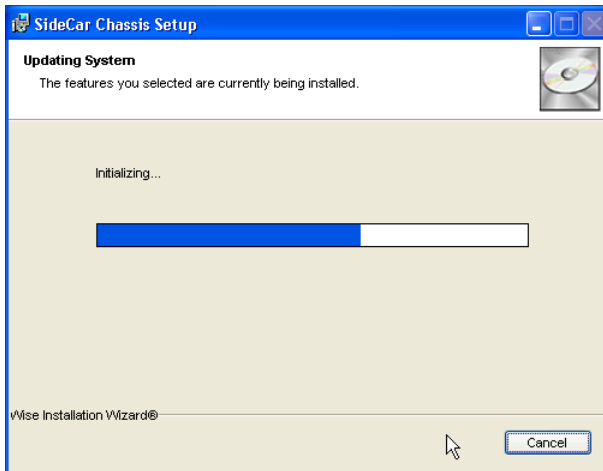 SideCar Chassis Setup
Updating System
The features you selected are currently being installed.
Initializing...
Wise Installation Wizard®
Cancel